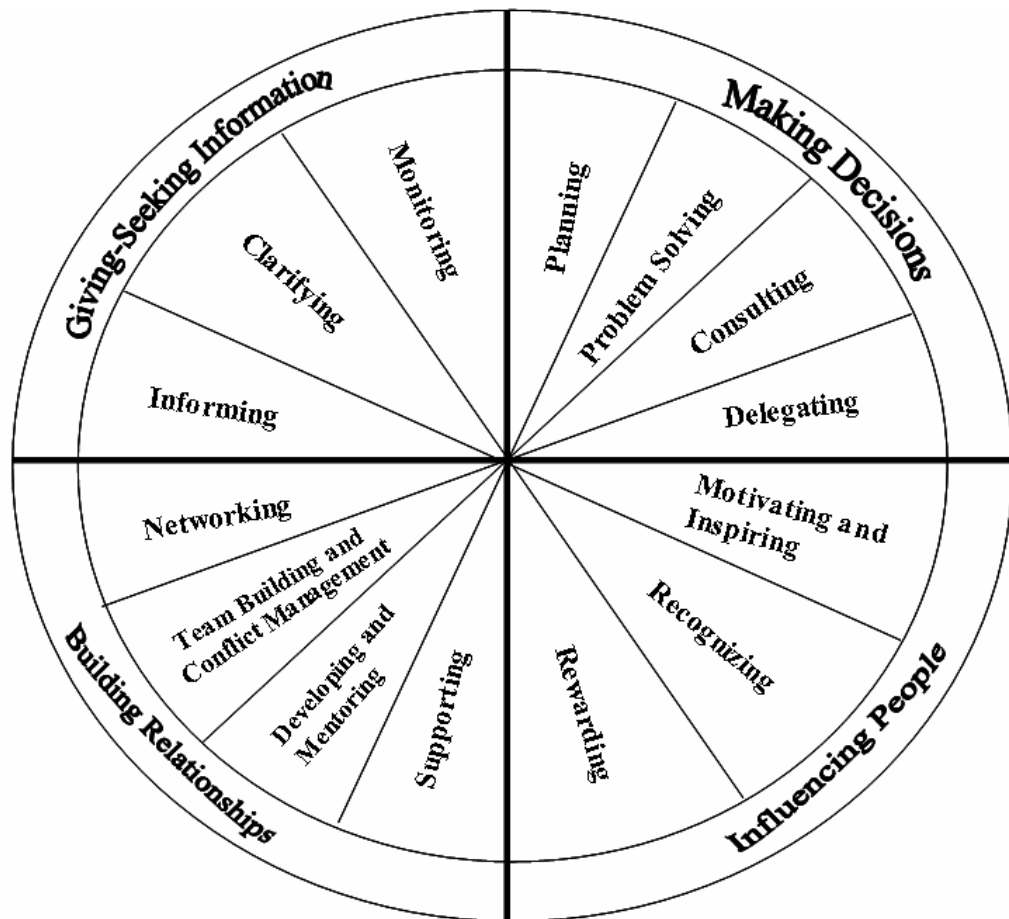 Giving-Seeking Information
Monitoring
Clarifying
Informing
Making Decisions
Planning
Problem Solving
Consulting
Delegating
Building Relationships
Networking
Team Building and
Conflict Management
Developing and
Mentoring
Supporting
Influencing People
Motivating and
Inspiring
Recognizing
Rewarding